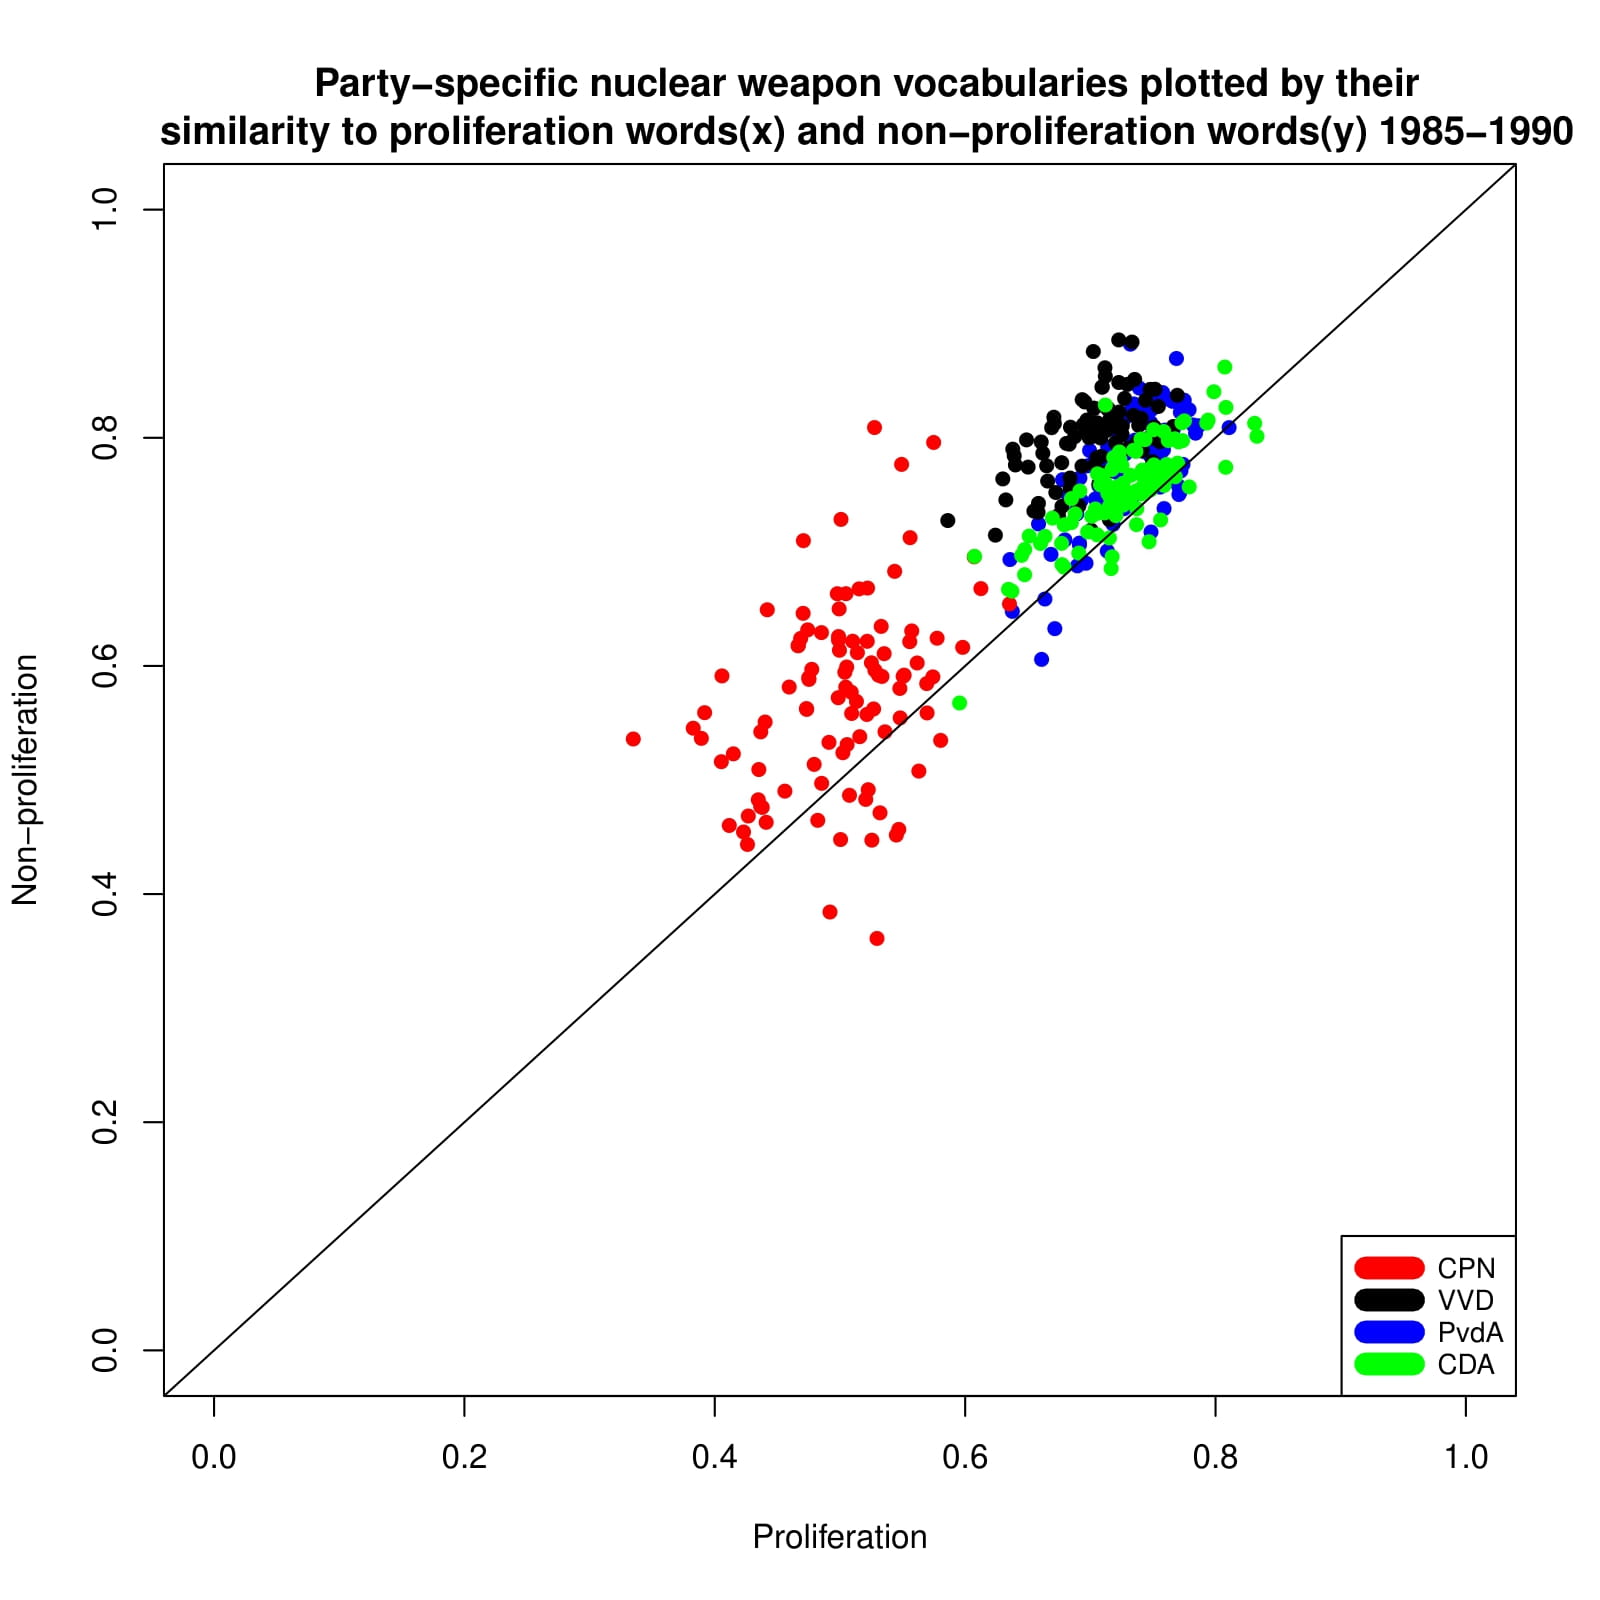 Party−specific nuclear weapon vocabularies plotted by their
similarity to proliferation words(x) and non−proliferation words(y) 1985−1990
Non−proliferation
1.0
0.8
0.6
0.4
0.2
0.0
CPN
VVD
PvdA
CDA
0.0 0.2 0.4 0.6 0.8 1.0
Proliferation